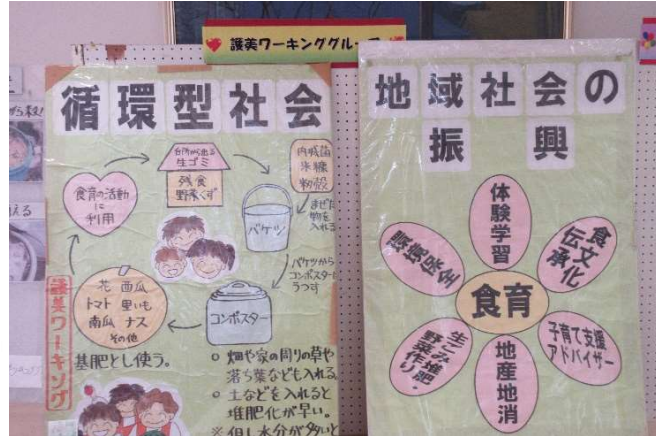 護美ワーキンググループ
循環型社会
台所から出る
生ゴミ
残食
野菜くず
内城菌
米糠
籾殻
まぜた
物を
入れる
バケツ
バケツから
コンポスターに
うつす
コンポスター
花 西瓜
トマト 里いも
南瓜 ナス
その他
食育の活動
に
利用
護美ワーキング
基肥とし使う。
○ 畑や家の周りの草や
落ち葉なども入れる。
○ 土などを入れると
堆肥化が早い。
※但し水分が多いと
地域社会の
振興
体験学習
食文化
伝承
子育て支援
アドバイザー
地産地消
生ごみ堆肥・
野菜作り
食育